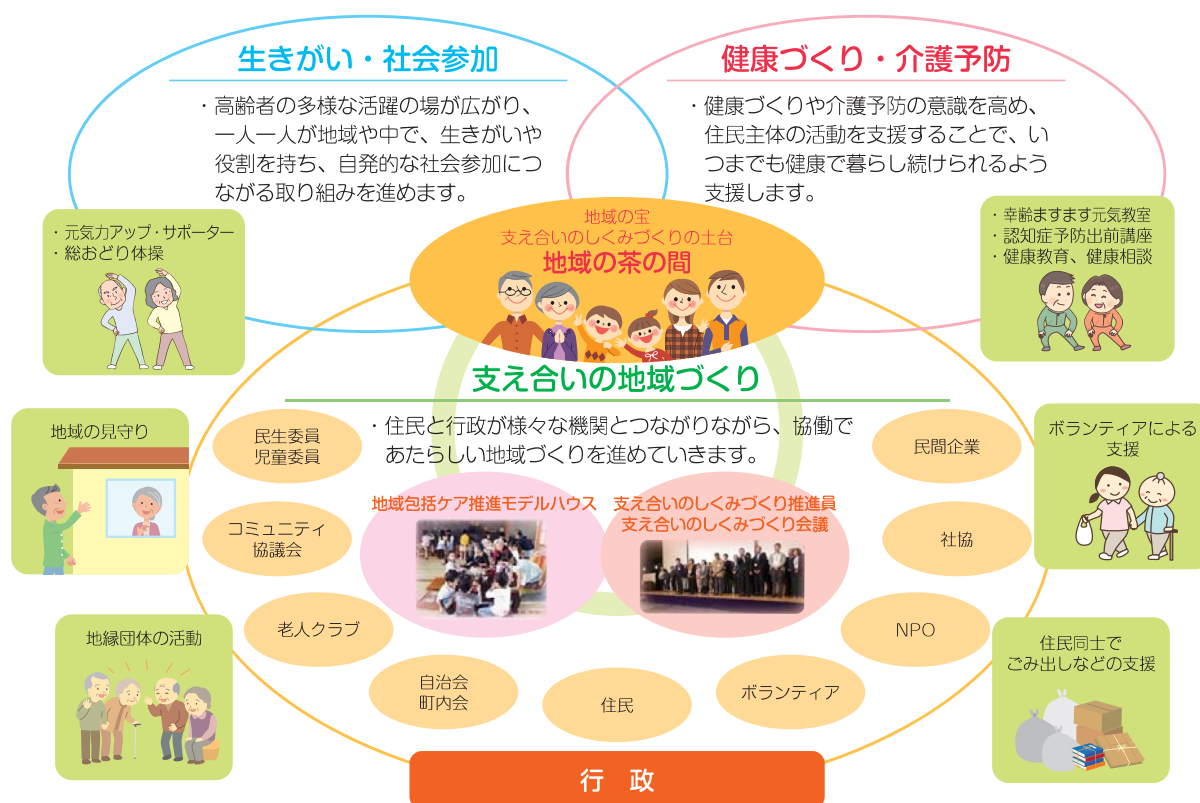 生きがい・社会参加
・高齢者の多様な活躍の場が広がり、
一人一人が地域や中で、生きがいや
役割を持ち、自発的な社会参加につ
ながる取り組みを進めます。
健康づくり・介護予防
・健康づくりや介護予防の意識を高め、
住民主体の活動を支援することで、い
つまでも健康で暮らし続けられるよう
支援します。
・元気力アップ・サポーター
・総おどり体操
地域の宝
支え合いのしくみづくりの土台
地域の茶の間
・幸齢ますます元気教室
・認知症予防出前講座
・健康教育、健康相談
支え合いの地域づくり
・住民と行政が様々な機関とつながりながら、協働で
あたらしい地域づくりを進めていきます。
地域の見守り
民生委員
児童委員
民間企業
ボランティアによる
支援
地域包括ケア推進モデルハウス
支え合いのしくみづくり推進員
支え合いのしくみづくり会議
コミュニティ
協議会
社協
老人クラブ
NPO
地縁団体の活動
住民同士で
ごみ出しなどの支援
自治会
町内会
住民
ボランティア
行 政